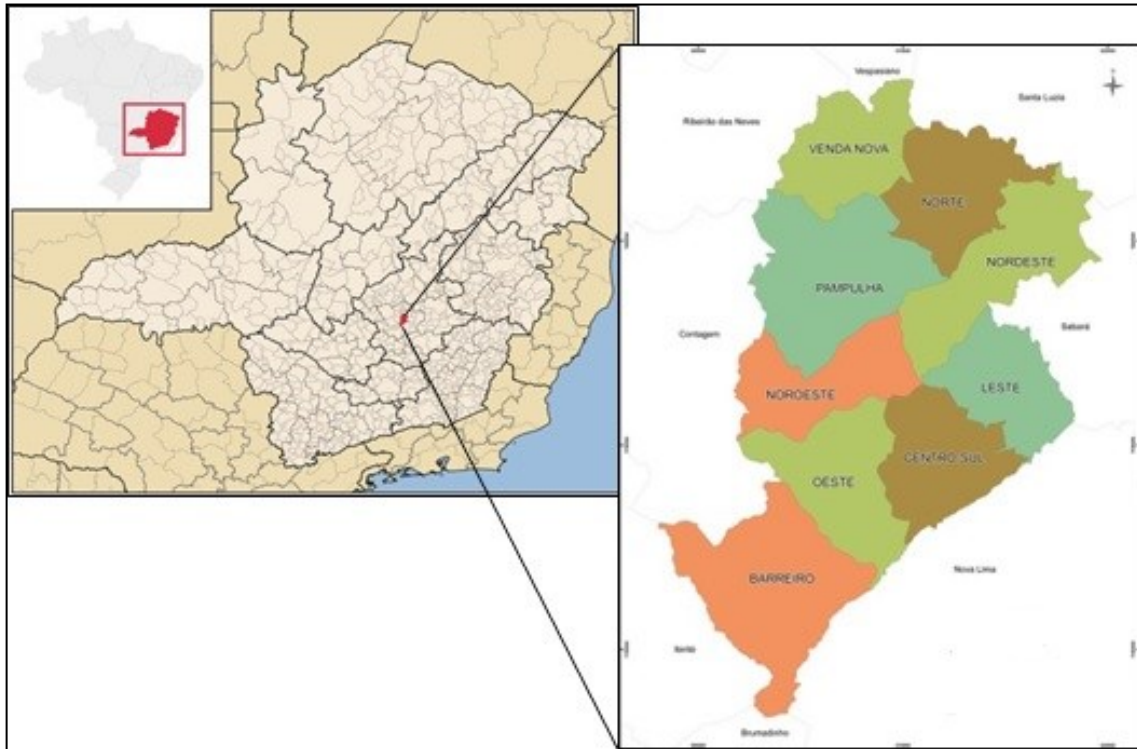 Vespasiano
Santa Luzia
Ribeirão das Neves
VENDA NOVA
NORTE
NORDESTE
PAMPULHA
Contagem
Sabará
LESTE
NOROESTE
CENTRO SUL
OESTE
Nova Lima
BARREIRO
Ibirité
Brumadinho